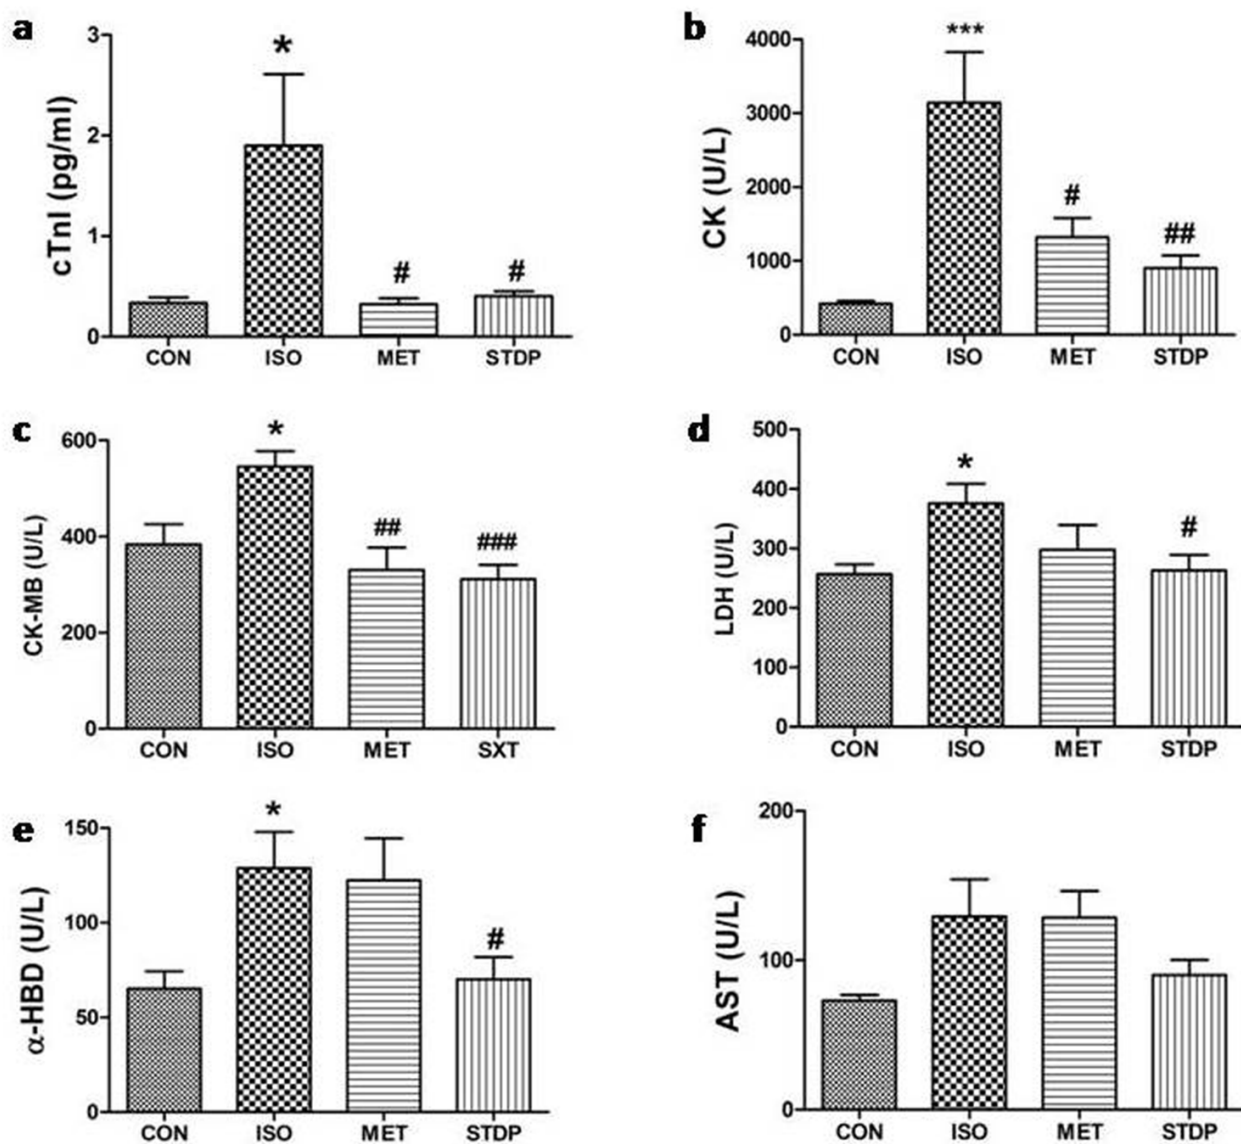 a
cTnI (pg/ml)
3
2
1
0
*
#
#
CON ISO MET STDP
b
CK (U/L)
4000
3000
2000
1000
0
***
#
##
CON ISO MET STDP
c
CK-MB (U/L)
600
400
200
0
*
##
###
CON ISO MET SXT
d
LDH (U/L)
500
400
300
200
100
0
*
#
CON ISO MET STDP
e
α-HBD (U/L)
150
100
50
0
*
#
CON ISO MET STDP
f
AST (U/L)
200
100
0
CON ISO MET STDP